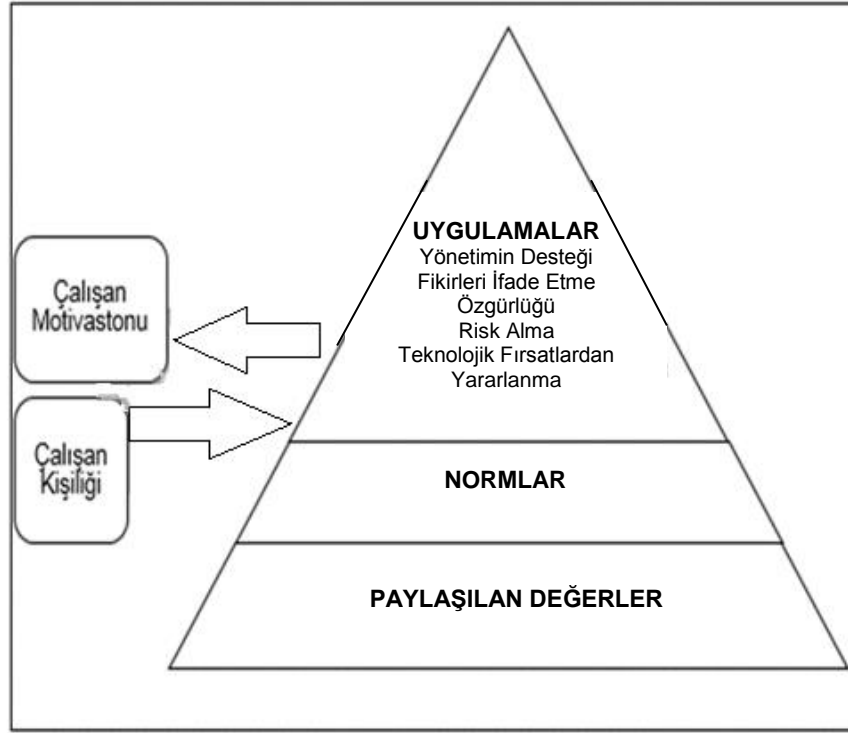 UYGULAMALAR
Yönetimin Desteği
Fikirleri İfade Etme
Özgürlüğü
Risk Alma
Teknolojik Fırsatlardan
Yararlanma
Çalışan
Motivastonu
Çalışan
Kişiliği
NORMLAR
PAYLAŞILAN DEĞERLER